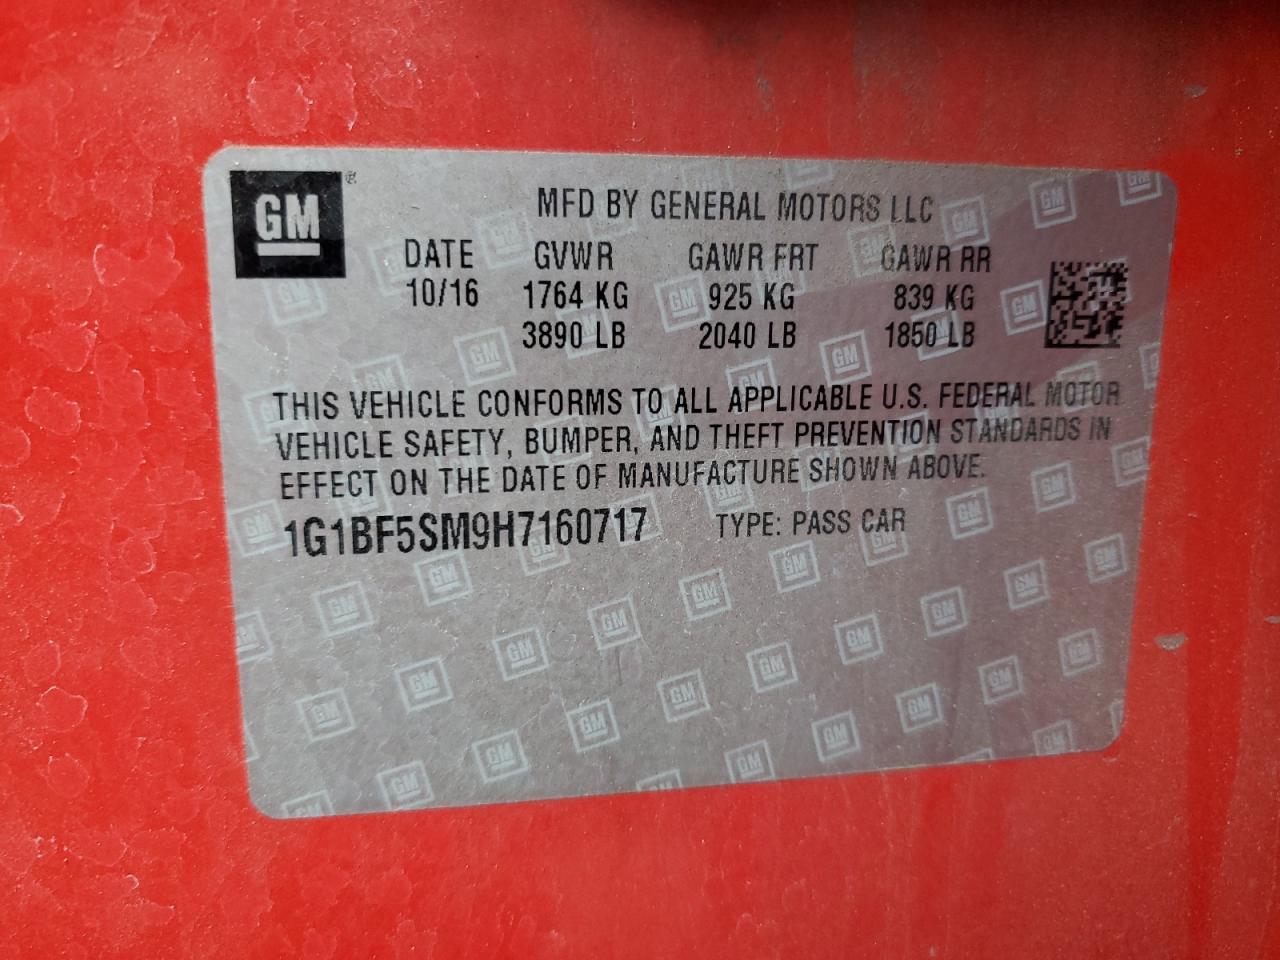 GM
MFD BY GENERAL MOTORS LLC
DATE GVWR GAWR FRT GAWR RR
10/16 1764 KG 925 KG 839 KG
3890 LB 2040 LB 1850 LB
THIS VEHICLE CONFORMS TO ALL APPLICABLE U.S. FEDERAL MOTOR
VEHICLE SAFETY, BUMPER, AND THEFT PREVENTION STANDARDS IN
EFFECT ON THE DATE OF MANUFACTURE SHOWN ABOVE.
1G1BF5SM9H7160717 TYPE: PASS CAR